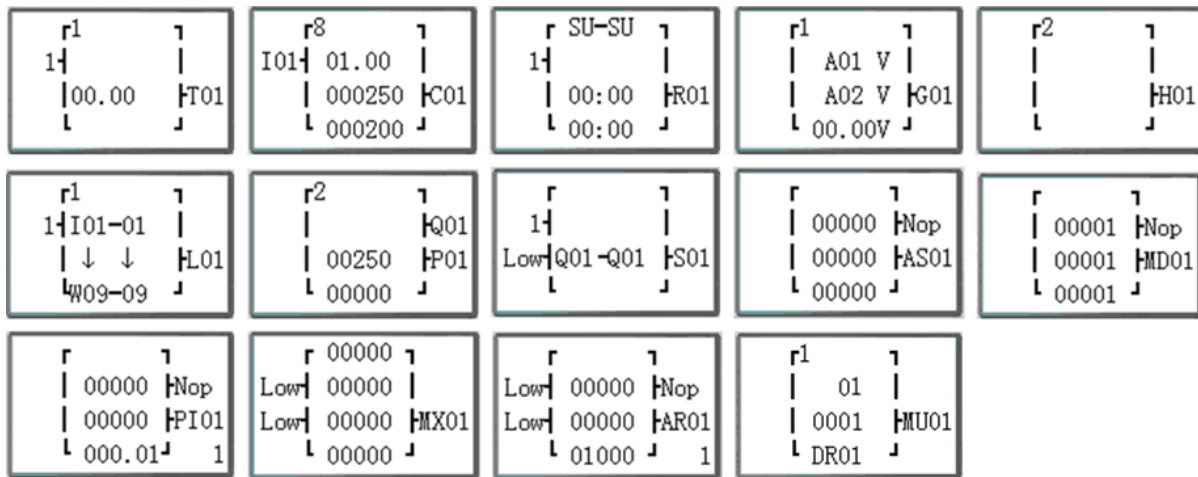 1
1
00.00 T01
8
I01 01.00
000250 C01
000200
SU-SU
1
00:00 R01
00:00
1
A01 V
A02 V G01
00.00V
2
H01
1
1 I01-01
↓ ↓ L01
W09-09
2
Q01
00250 P01
00000
1
Low Q01-Q01 S01
00000 Nop
00000 AS01
00000
00001 Nop
00001 MD01
00001
00000 Nop
00000 PI01
000.01 1
00000
Low 00000
Low 00000 MX01
00000
Low 00000 Nop
Low 00000 AR01
01000 1
1
01
0001 MU01
DR01